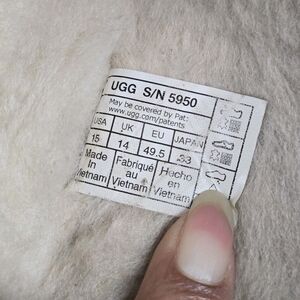 UGG S/N 5950
May be covered by Pat:
www.ugg.com/patents
USA UK EU JAPAN
15 14 49.5 33
Made In Vietnam
Fabriqué au Vietnam
Hecho en Vietnam